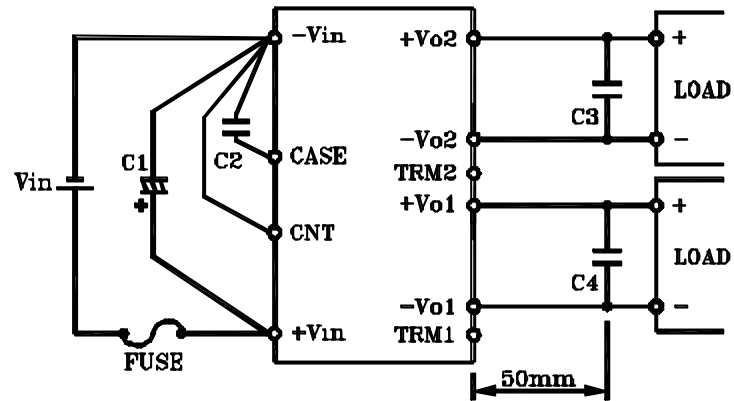 -Vin
+Vo2
+
LOAD
C3
C1
C2
CASE
-Vo2
-
TRM2
Vin
+
+Vo1
+
CNT
LOAD
C4
+Vin
-Vo1
-
TRM1
FUSE
50mm